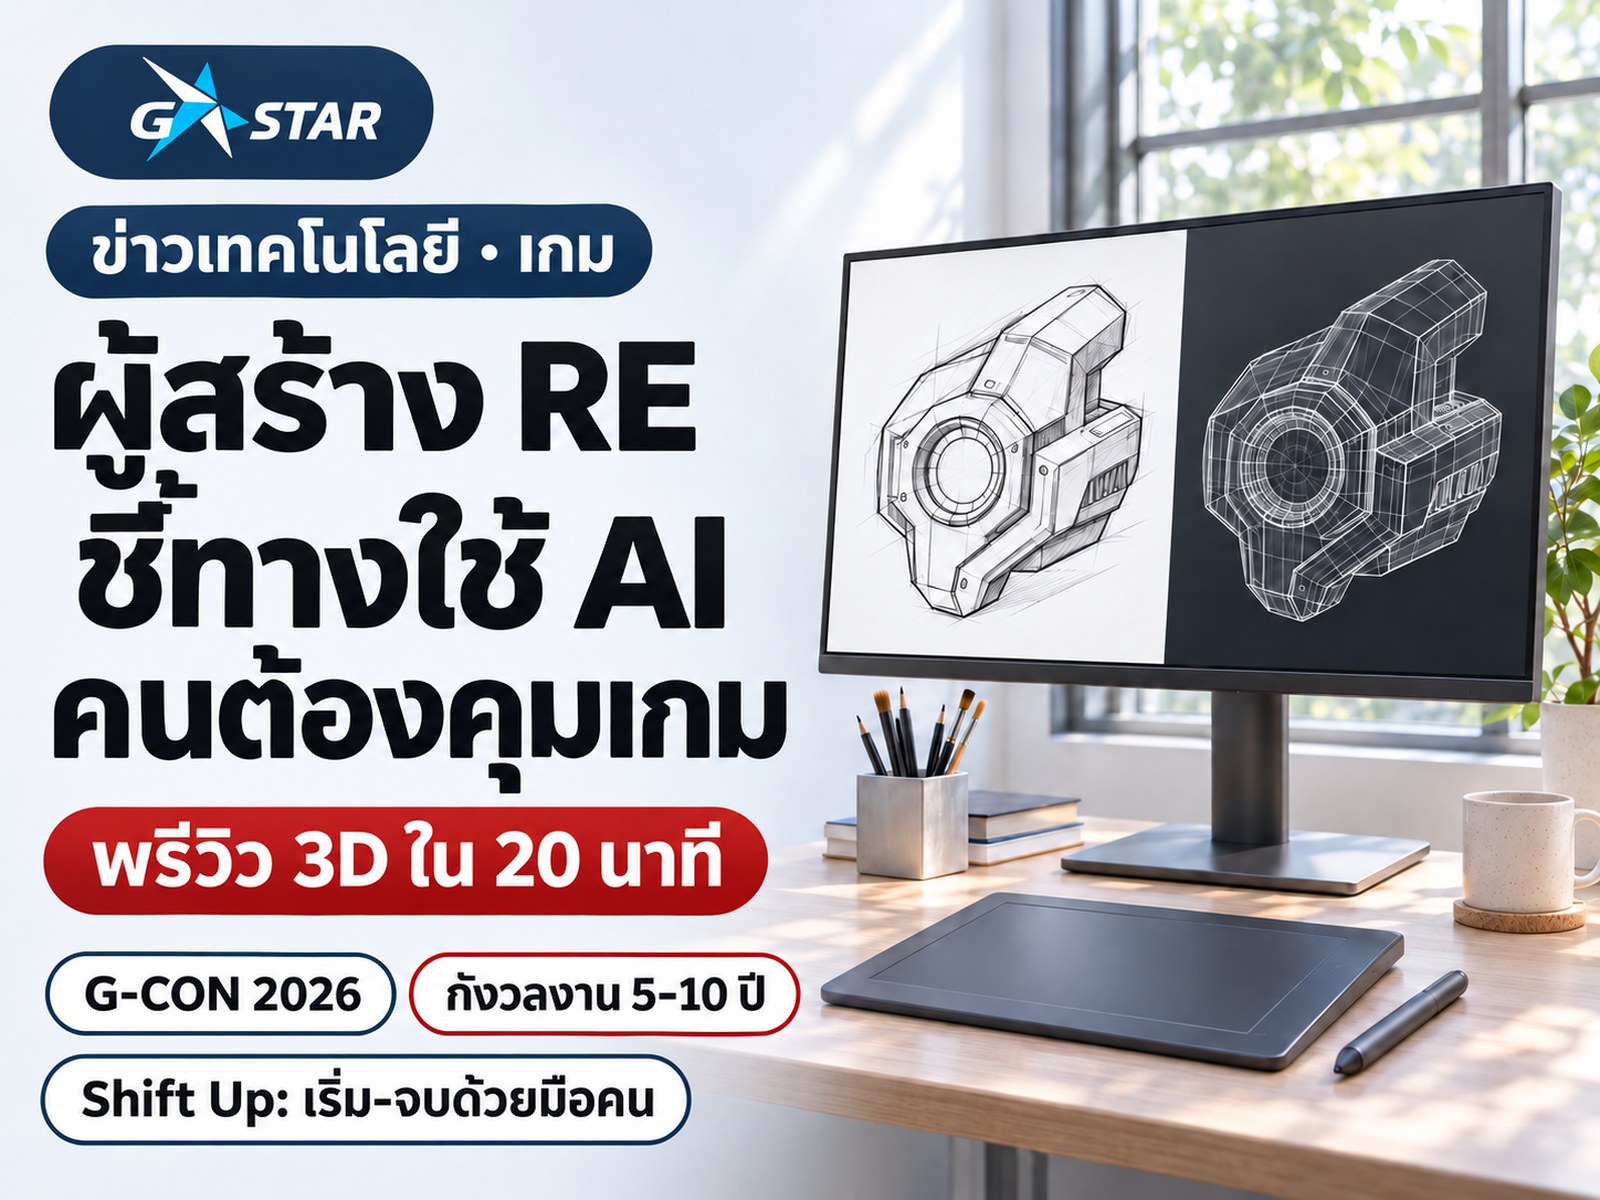 G STAR
ข่าวเทคโนโลยี • เกม
ผู้สร้าง RE
ชี้ทางใช้ AI
คนต้องคุมเกม
พรีวิว 3D ใน 20 นาที
G-CON 2026
กังวลงาน 5-10 ปี
Shift Up: เริ่ม-จบด้วยมือคน